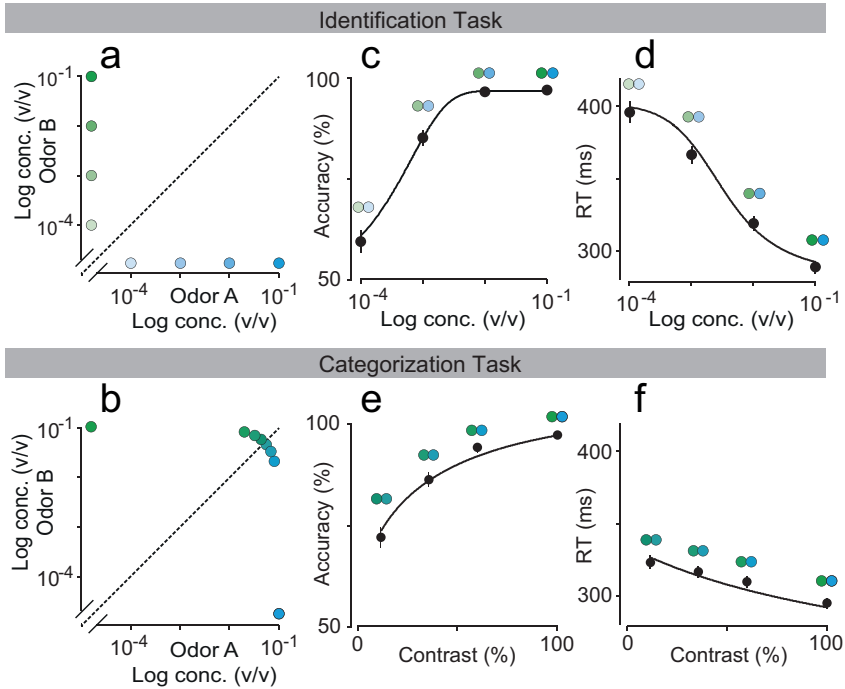 Identification Task
a
Log conc. (v/v)
Odor B
10-1
10-4
10-4
Odor A
10-1
Log conc. (v/v)
c
Accuracy (%)
100
50
10-4
10-1
Log conc. (v/v)
d
RT (ms)
400
300
10-4
10-1
Log conc. (v/v)
Categorization Task
b
Log conc. (v/v)
Odor B
10-1
10-4
10-4
Odor A
10-1
Log conc. (v/v)
e
Accuracy (%)
100
50
0
100
Contrast (%)
f
RT (ms)
400
300
0
100
Contrast (%)